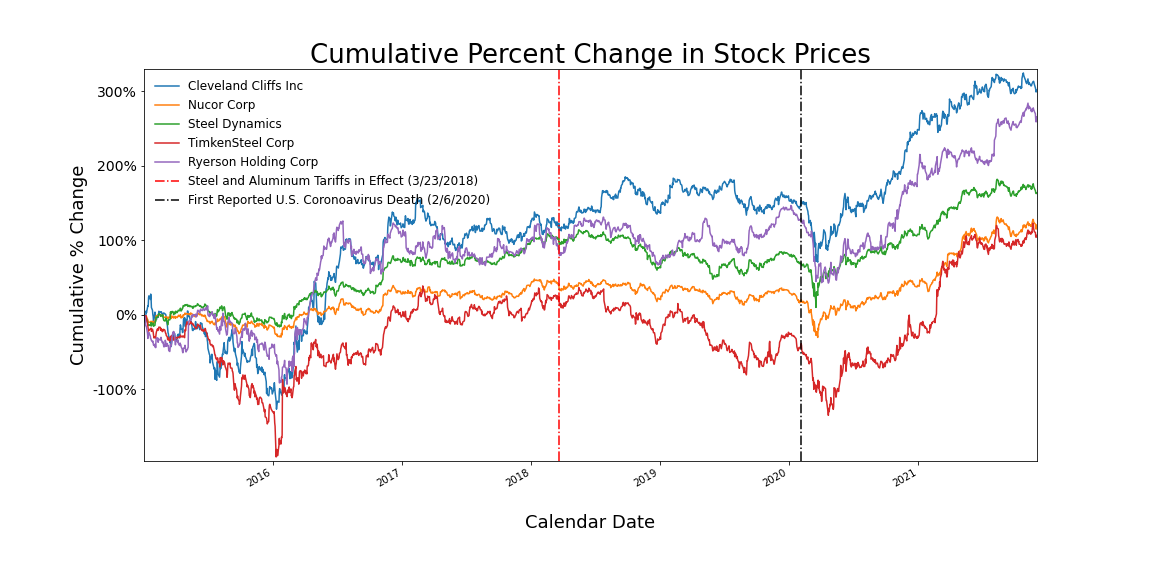 Cumulative Percent Change in Stock Prices
Cleveland Cliffs Inc
Nucor Corp
Steel Dynamics
TimkenSteel Corp
Ryerson Holding Corp
Steel and Aluminum Tariffs in Effect (3/23/2018)
First Reported U.S. Coronoavirus Death (2/6/2020)
Cumulative % Change
300%
200%
100%
0%
-100%
2016
2017
2018
2019
2020
2021
Calendar Date